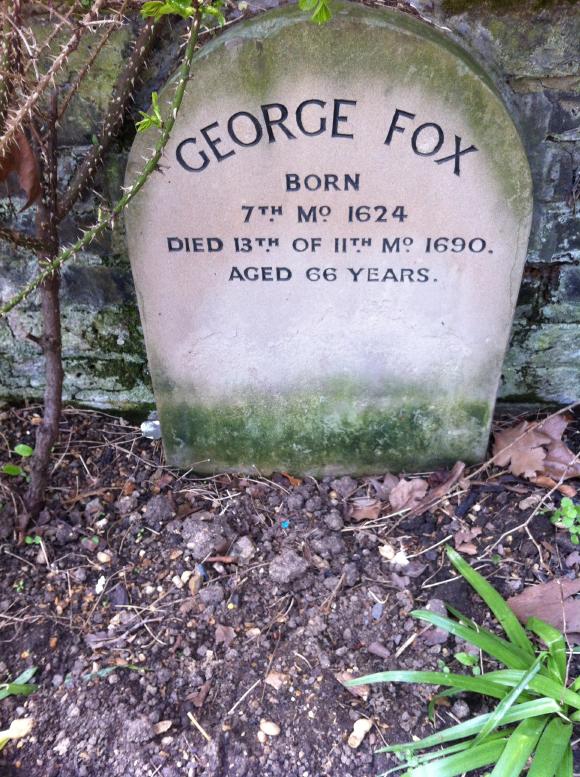 GEORGE FOX
BORN
7TH MO 1624
DIED 13TH OF 11TH MO 1690.
AGED 66 YEARS.